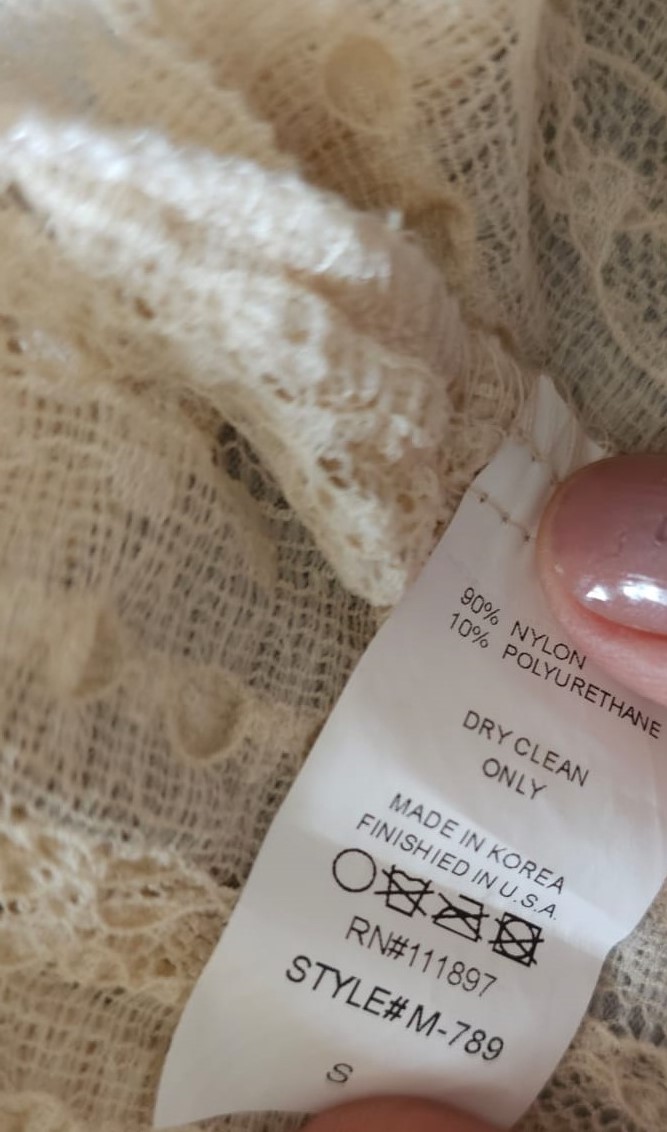 90% NYLON
10% POLYURETHANE
DRY CLEAN
ONLY
MADE IN KOREA
FINISHIED IN U.S.A.
RN#111897
STYLE# M-789
S